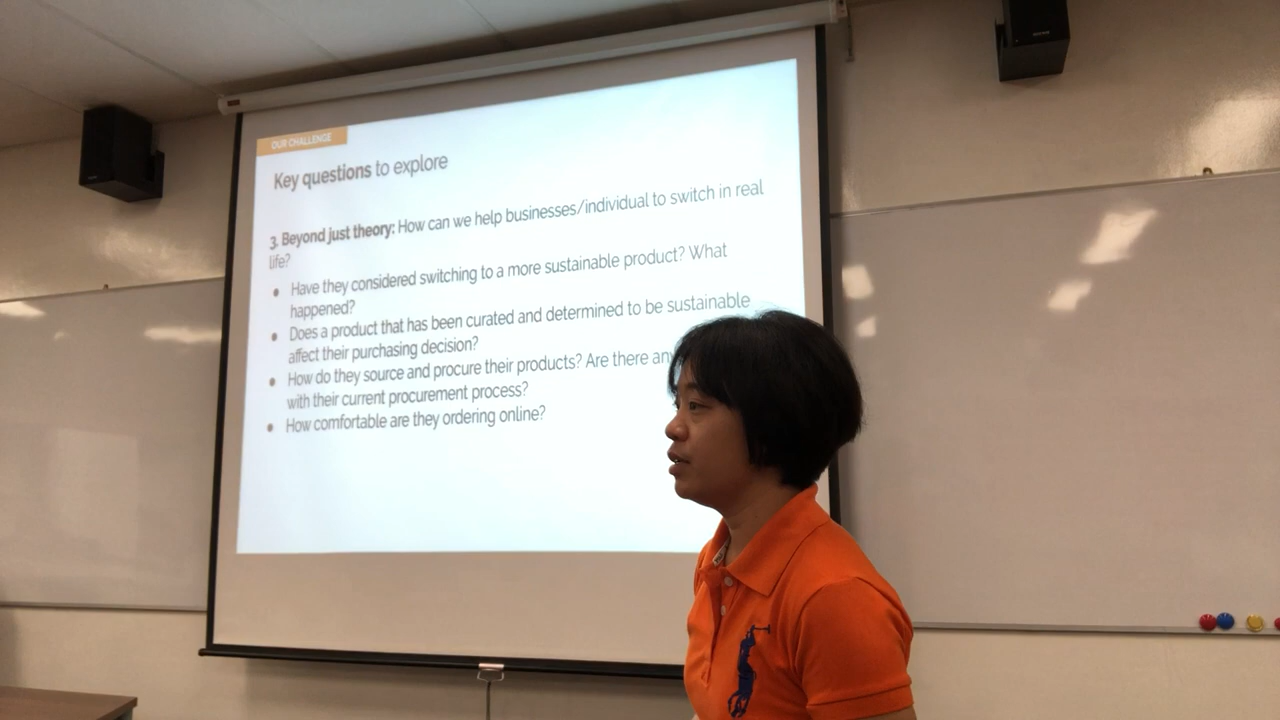 OUR CHALLENGE
Key questions to explore
3. Beyond just theory: How can we help businesses/individual to switch in real
life?
● Have they considered switching to a more sustainable product? What
happened?
● Does a product that has been curated and determined to be sustainable
affect their purchasing decision?
● How do they source and procure their products? Are there any
with their current procurement process?
● How comfortable are they ordering online?